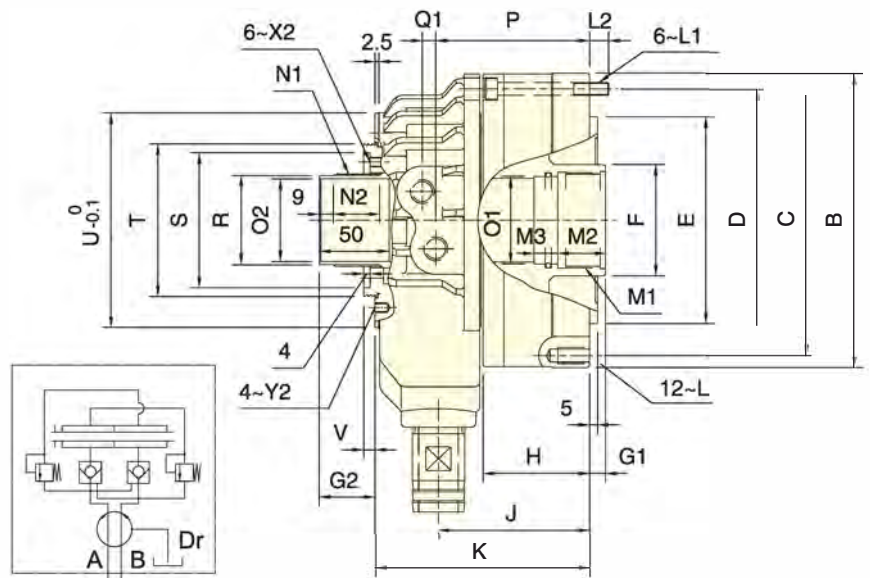 Q1
P
L2
6~X2
2.5
6~L1
N1
U 0 -0.1
T
S
R
O2
9
N2
50
O1
M3
M2
F
E
D
C
B
M1
4
4~Y2
12~L
5
V
G2
H
G1
J
K
A
B
Dr